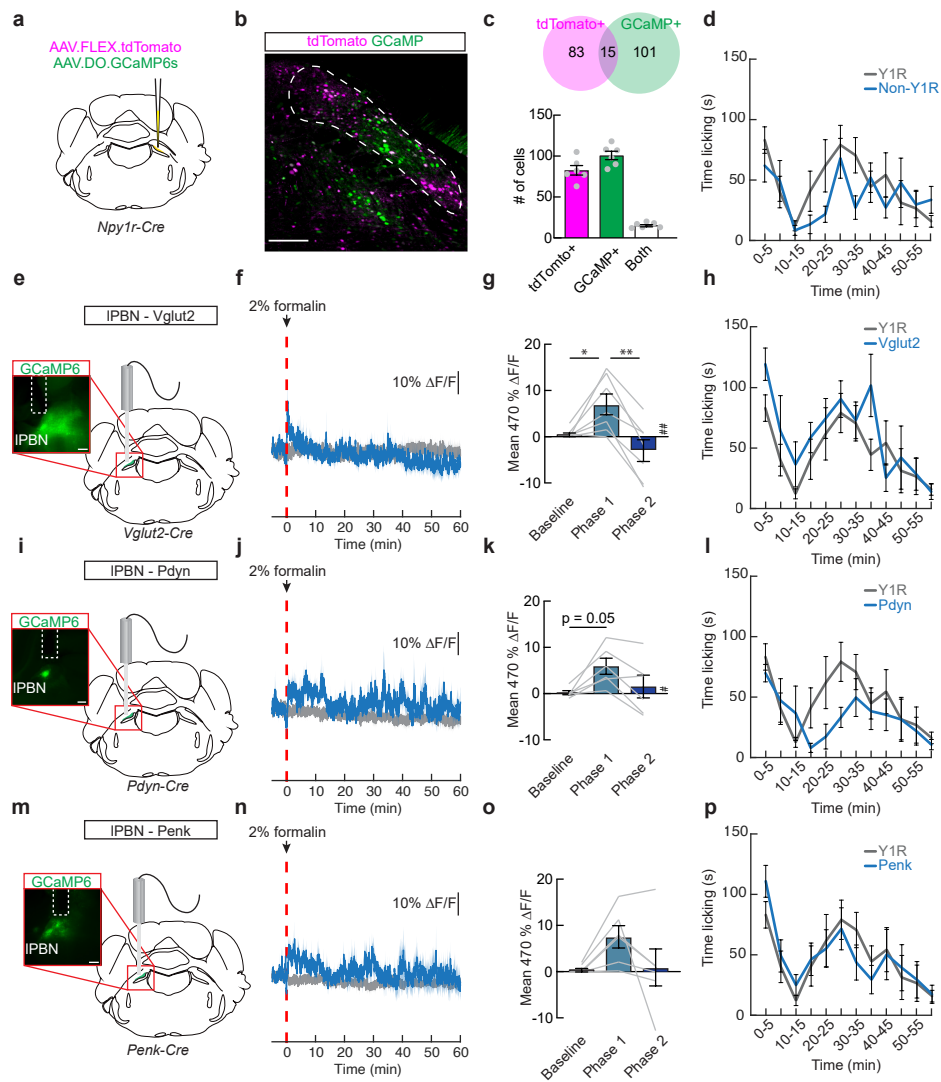 a
AAV.FLEX.tdTomato
AAV.DO.GCaMP6s
Npy1r-Cre
b
tdTomato GCaMP
c
tdTomato+ GCaMP+
83 15 101
# of cells
150
100
50
0
tdTomto+ GCaMP+ Both
d
Time licking (s)
150
100
50
0
Y1R
Non-Y1R
0-5 10-15 20-25 30-35 40-45 50-55
Time (min)
e
lPBN - Vglut2
GCaMP6
lPBN
Vglut2-Cre
f
2% formalin
10% ΔF/F
0 10 20 30 40 50 60
Time (min)
g
Mean 470 % ΔF/F
20
10
0
-10
* **
##
Baseline Phase 1 Phase 2
h
Time licking (s)
150
100
50
0
Y1R
Vglut2
0-5 10-15 20-25 30-35 40-45 50-55
Time (min)
i
lPBN - Pdyn
GCaMP6
lPBN
Pdyn-Cre
j
2% formalin
10% ΔF/F
0 10 20 30 40 50 60
Time (min)
k
Mean 470 % ΔF/F
20
10
0
-10
p = 0.05
#
Baseline Phase 1 Phase 2
l
Time licking (s)
150
100
50
0
Y1R
Pdyn
0-5 10-15 20-25 30-35 40-45 50-55
Time (min)
m
lPBN - Penk
GCaMP6
lPBN
Penk-Cre
n
2% formalin
10% ΔF/F
0 10 20 30 40 50 60
Time (min)
o
Mean 470 % ΔF/F
20
10
0
-10
Baseline Phase 1 Phase 2
p
Time licking (s)
150
100
50
0
Y1R
Penk
0-5 10-15 20-25 30-35 40-45 50-55
Time (min)